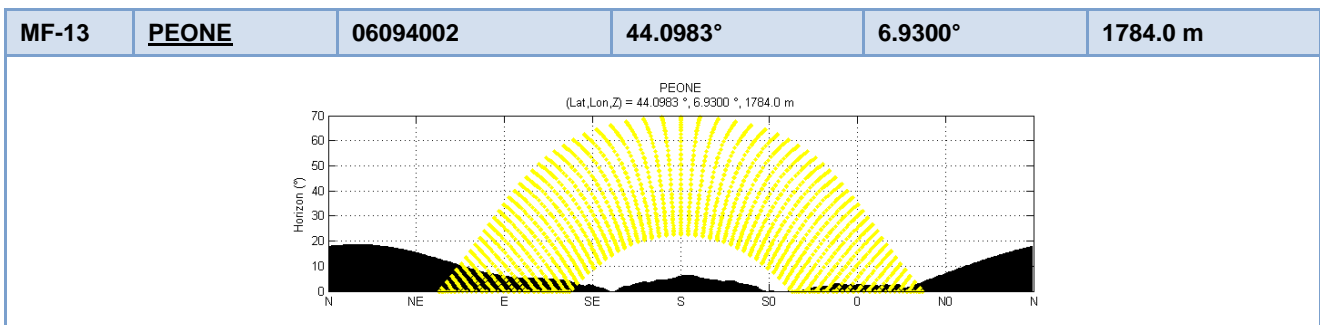 MF-13 PEONE 06094002 44.0983° 6.9300° 1784.0 m
PEONE
(Lat,Lon,Z) = 44.0983 °, 6.9300 °, 1784.0 m
Horizon (°)
70
60
50
40
30
20
10
0
N NE E SE S SO O NO N